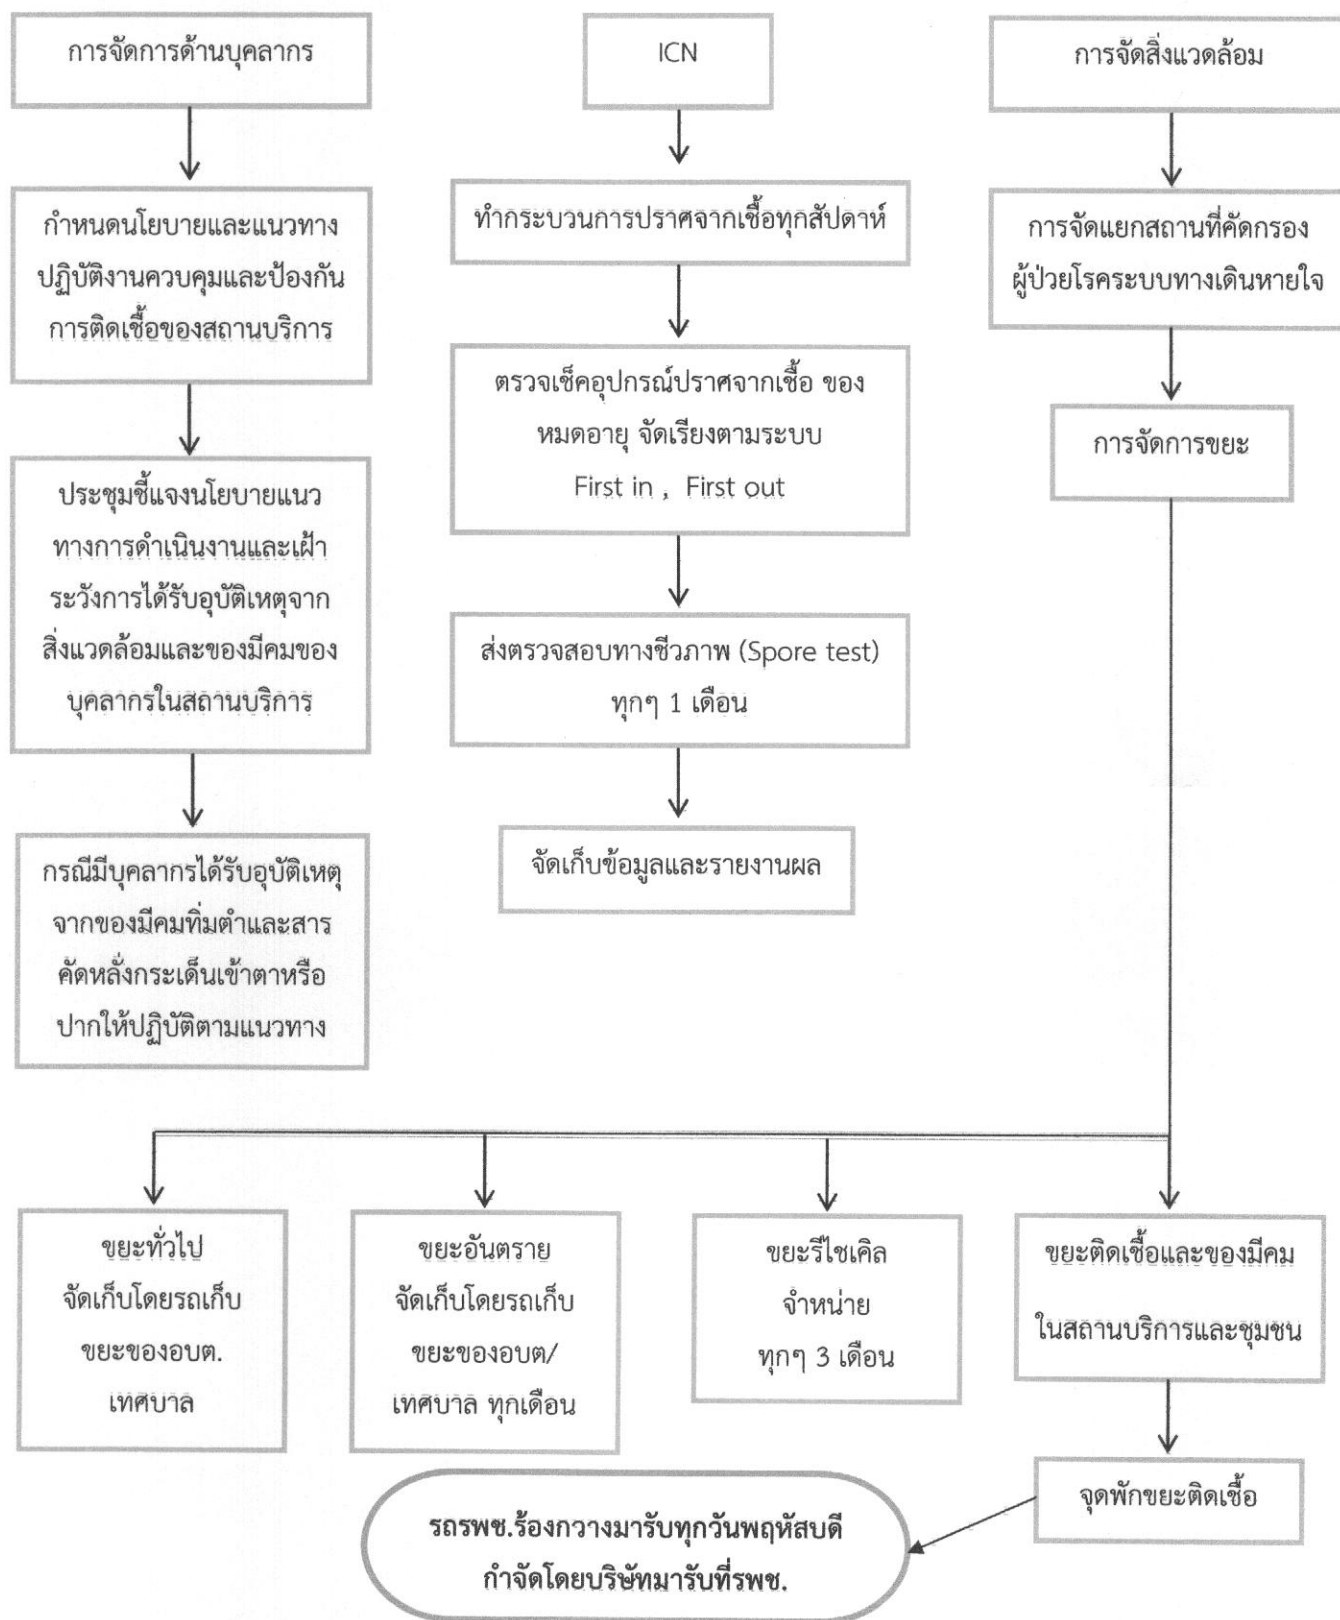 การจัดการด้านบุคลากร
กำหนดนโยบายและแนวทาง
ปฏิบัติงานควบคุมและป้องกัน
การติดเชื้อของสถานบริการ
ประชุมชี้แจงนโยบายแนว
ทางการดำเนินงานและเฝ้า
ระวังการได้รับอุบัติเหตุจาก
สิ่งแวดล้อมและของมีคมของ
บุคลากรในสถานบริการ
กรณีมีบุคลากรได้รับอุบัติเหตุ
จากของมีคมทิ่มตำและสาร
คัดหลั่งกระเด็นเข้าตาหรือ
ปากให้ปฏิบัติตามแนวทาง
ICN
ทำกระบวนการปราศจากเชื้อทุกสัปดาห์
ตรวจเช็คอุปกรณ์ปราศจากเชื้อ ของ
หมดอายุ จัดเรียงตามระบบ
First in , First out
ส่งตรวจสอบทางชีวภาพ (Spore test)
ทุกๆ 1 เดือน
จัดเก็บข้อมูลและรายงานผล
การจัดสิ่งแวดล้อม
การจัดแยกสถานที่คัดกรอง
ผู้ป่วยโรคระบบทางเดินหายใจ
การจัดการขยะ
ขยะทั่วไป
จัดเก็บโดยรถเก็บ
ขยะของอบต.
เทศบาล
ขยะอันตราย
จัดเก็บโดยรถเก็บ
ขยะของอบต/
เทศบาล ทุกเดือน
ขยะรีไซเคิล
จำหน่าย
ทุกๆ 3 เดือน
ขยะติดเชื้อและของมีคม
ในสถานบริการและชุมชน
จุดพักขยะติดเชื้อ
รถรพช.ร้องกวางมารับทุกวันพฤหัสบดี
กำจัดโดยบริษัทมารับที่รพช.